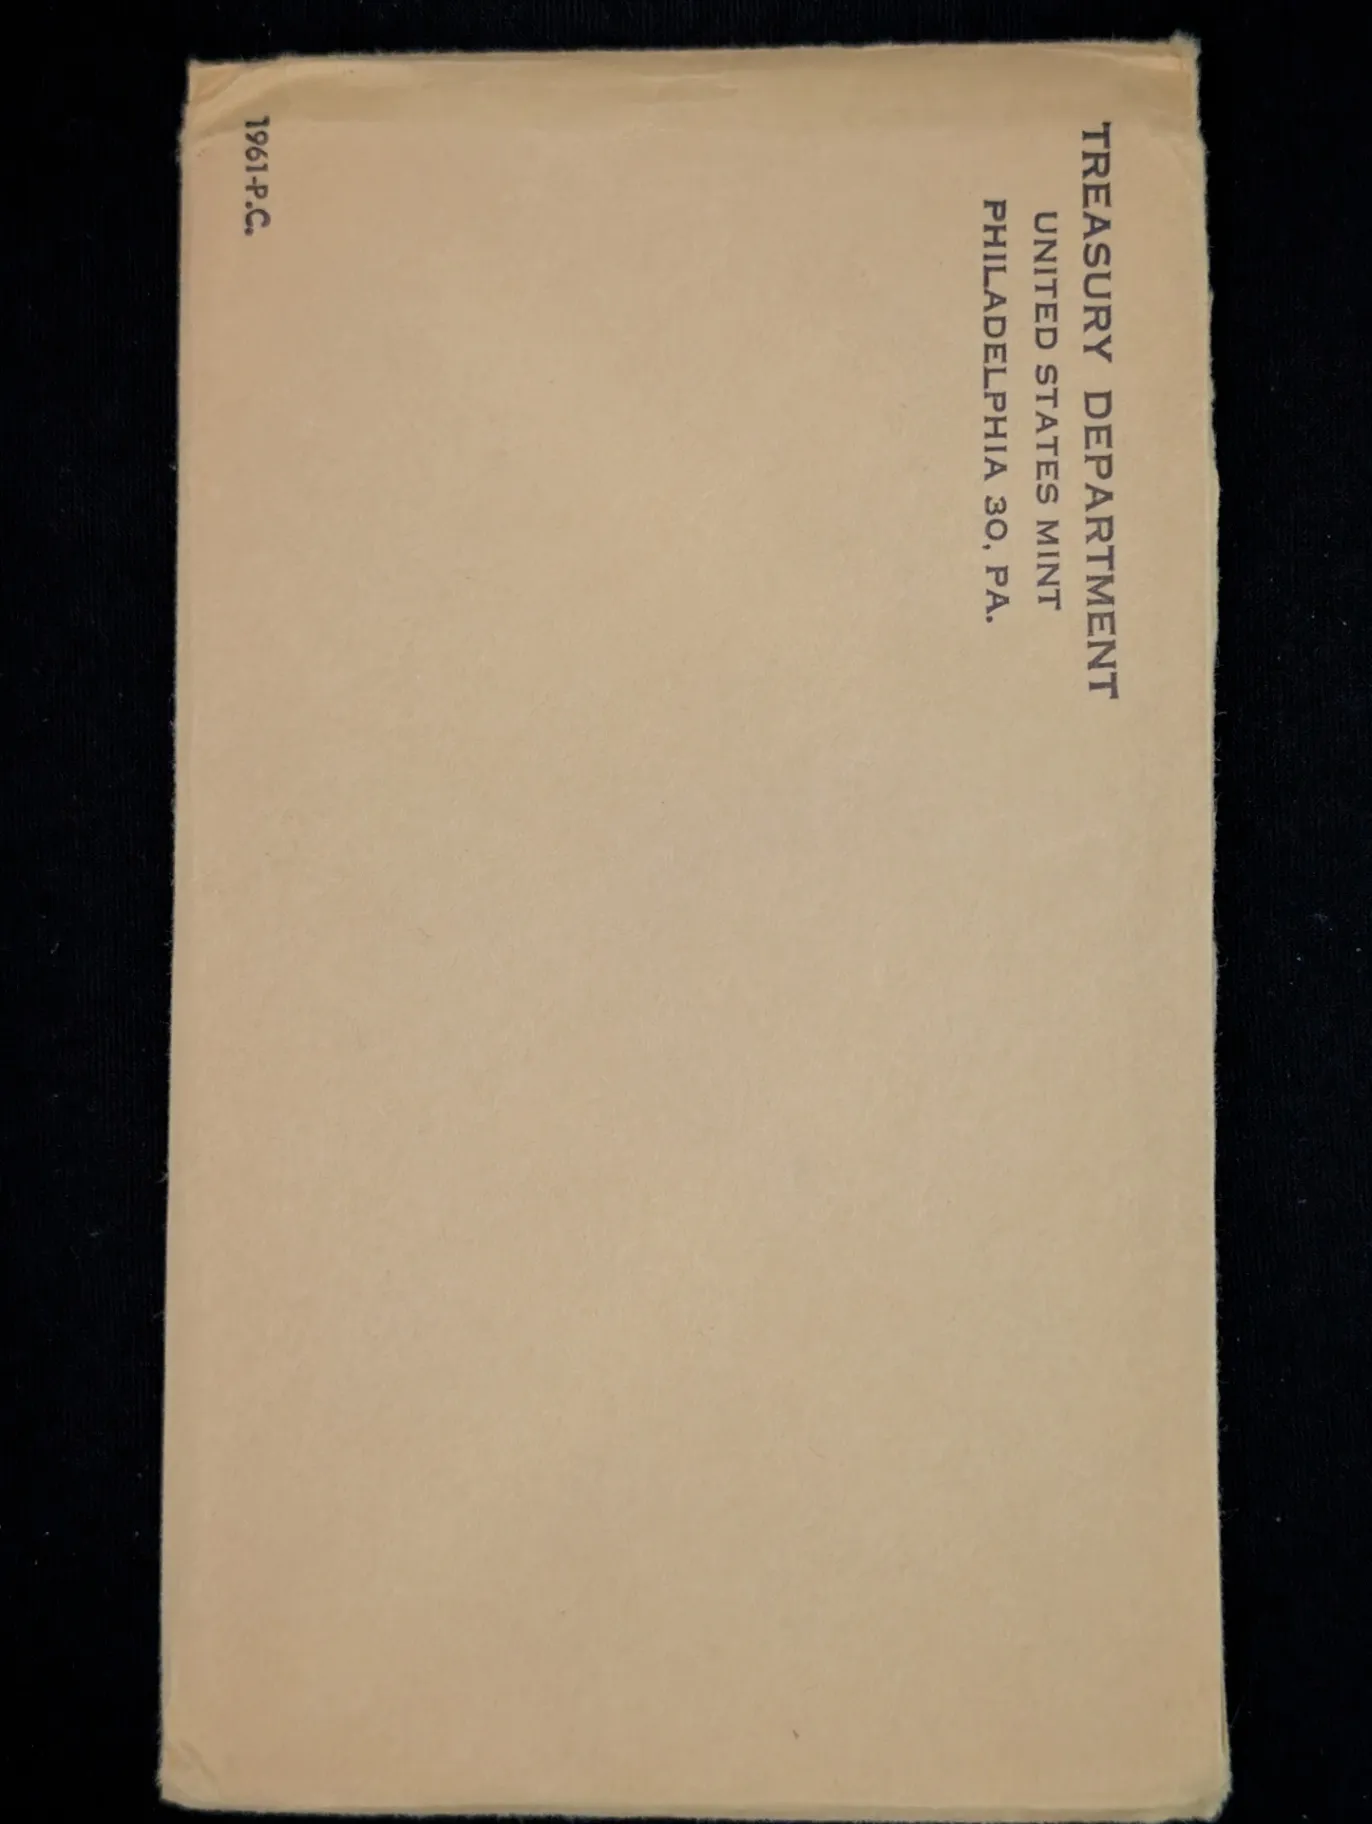 TREASURY DEPARTMENT
UNITED STATES MINT
PHILADELPHIA 30, PA.
1961-P.C.